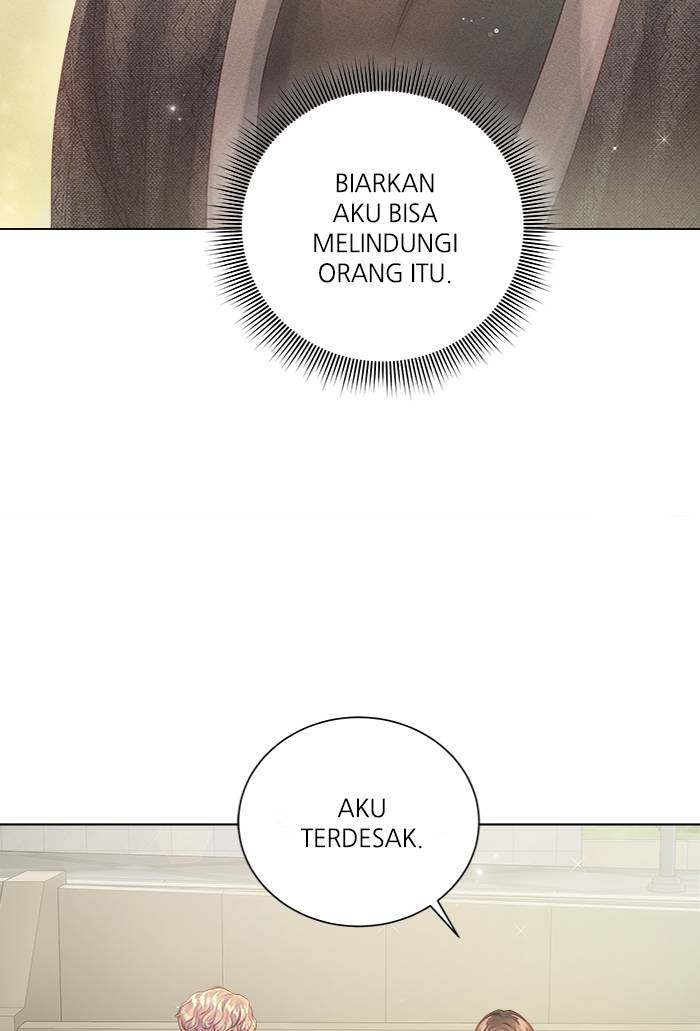 BIARKAN
AKU BISA
MELINDUNGI
ORANG ITU.
AKU
TERDESAK.